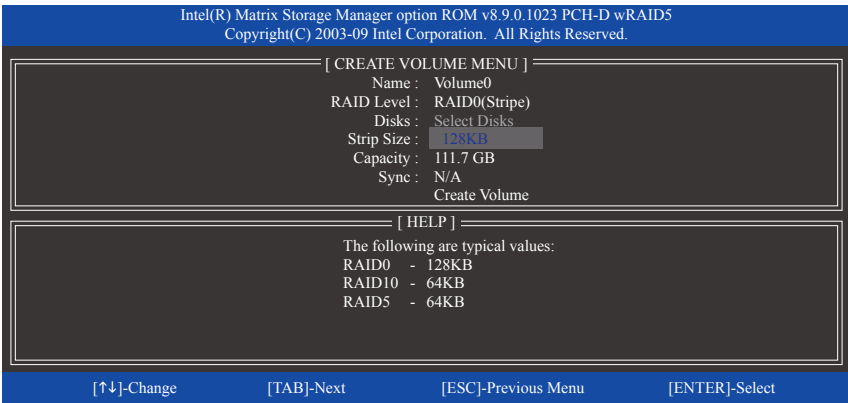 Intel(R) Matrix Storage Manager option ROM v8.9.0.1023 PCH-D wRAID5
Copyright(C) 2003-09 Intel Corporation. All Rights Reserved.
[ CREATE VOLUME MENU ]
Name : Volume0
RAID Level : RAID0(Stripe)
Disks : Select Disks
Strip Size : 128KB
Capacity : 111.7 GB
Sync : N/A
Create Volume
[ HELP ]
The following are typical values:
RAID0 - 128KB
RAID10 - 64KB
RAID5 - 64KB
[↑↓]-Change [TAB]-Next [ESC]-Previous Menu [ENTER]-Select